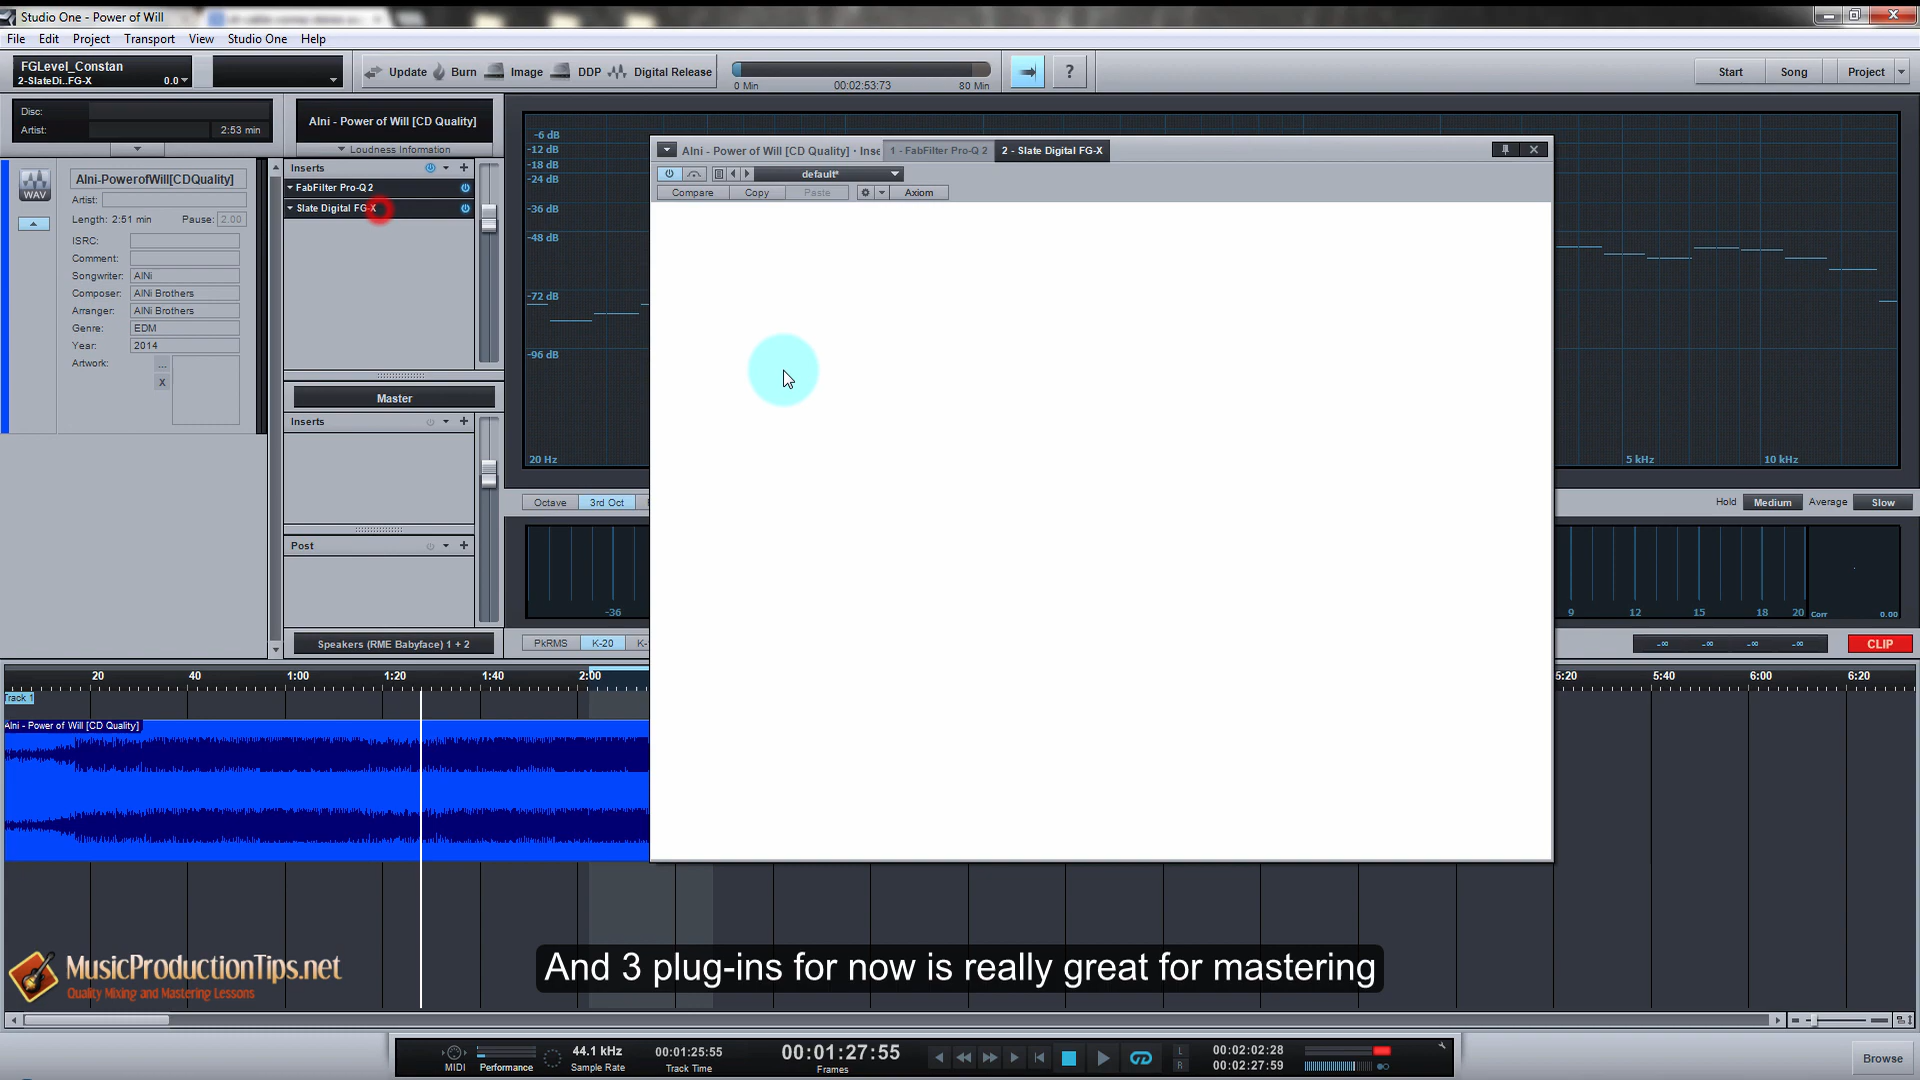 Studio One - Power of Will
File Edit Project Transport View Studio One Help
FGLevel_Constan
2-SlateDi..FG-X 0.0
Update Burn Image DDP Digital Release
0 Min 00:02:53:73 80 Min
?
Start Song Project
Disc:
Artist: 2:53 min
AlNi - Power of Will [CD Quality]
Loudness Information
WAV
AlNi-PowerofWill[CDQuality]
Artist:
Length: 2:51 min Pause: 2.00
ISRC:
Comment:
Songwriter: AlNi
Composer: AlNi Brothers
Arranger: AlNi Brothers
Genre: EDM
Year: 2014
Artwork: ...
X
Inserts
FabFilter Pro-Q 2
Slate Digital FG-X
Master
Inserts
Post
Speakers (RME Babyface) 1 + 2
-6 dB
-12 dB
-18 dB
-24 dB
-36 dB
-48 dB
-72 dB
-96 dB
20 Hz 5 kHz 10 kHz
AlNi - Power of Will [CD Quality] • Inse 1 - FabFilter Pro-Q 2 2 - Slate Digital FG-X
default*
Compare Copy Paste Axiom
Octave 3rd Oct
Hold Medium Average Slow
-36 9 12 15 18 20 Corr 0.00
PkRMS K-20 K-
-∞ -∞ -∞ -∞ CLIP
20 40 1:00 1:20 1:40 2:00 5:20 5:40 6:00 6:20
Track 1
AlNi - Power of Will [CD Quality]
MusicProductionTips.net
Quality Mixing and Mastering Lessons
And 3 plug-ins for now is really great for mastering
MIDI Performance
44.1 kHz
Sample Rate
00:01:25:55
Track Time
00:01:27:55
Frames
L 00:02:02:28
R 00:02:27:59
Browse